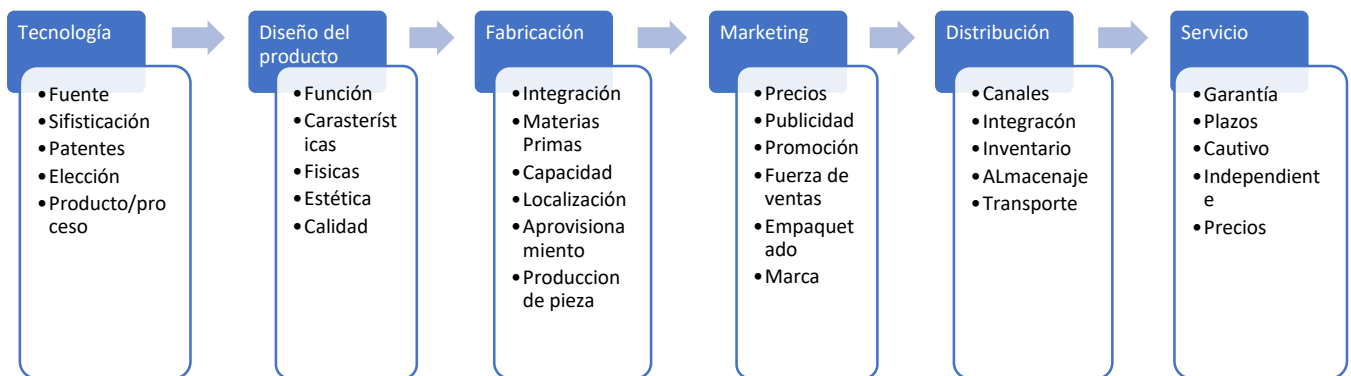 Tecnología
• Fuente
• Sifisticación
• Patentes
• Elección
• Producto/pro
ceso
Diseño del
producto
• Función
• Caraśteríst
icas
• Fisicas
• Estética
• Calidad
Fabricación
• Integración
• Materias
Primas
• Capacidad
• Localización
• Aprovisiona
miento
• Produccion
de pieza
Marketing
• Precios
• Publicidad
• Promoción
• Fuerza de
ventas
• Empaquet
ado
• Marca
Distribución
• Canales
• Integracón
• Inventario
• ALmacenaje
• Transporte
Servicio
• Garantía
• Plazos
• Cautivo
• Independient
e
• Precios